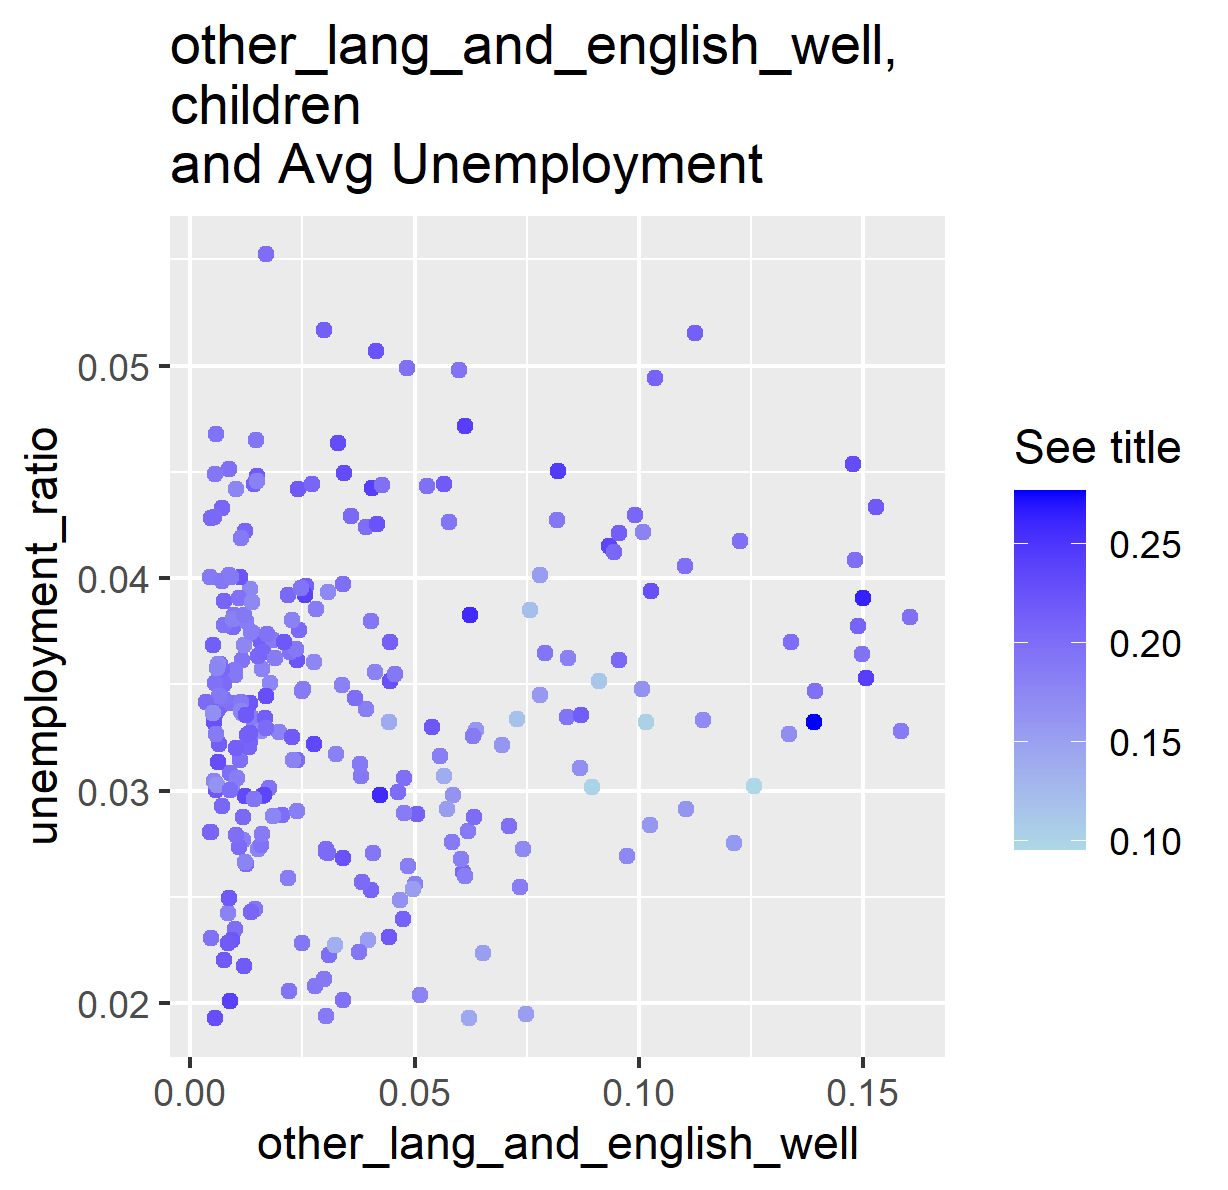 other_lang_and_english_well,
children
and Avg Unemployment
unemployment_ratio
0.05
0.04
0.03
0.02
0.00 0.05 0.10 0.15
other_lang_and_english_well
See title
0.25
0.20
0.15
0.10